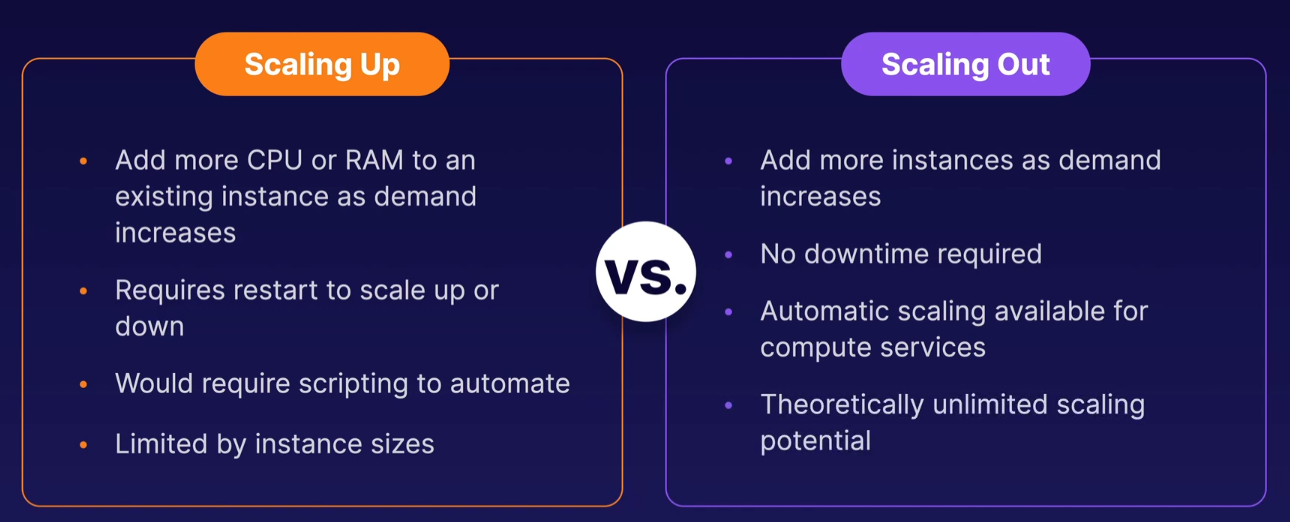 Scaling Up
Add more CPU or RAM to an
existing instance as demand
increases
Requires restart to scale up or
down
Would require scripting to automate
Limited by instance sizes
vs.
Scaling Out
Add more instances as demand
increases
No downtime required
Automatic scaling available for
compute services
Theoretically unlimited scaling
potential